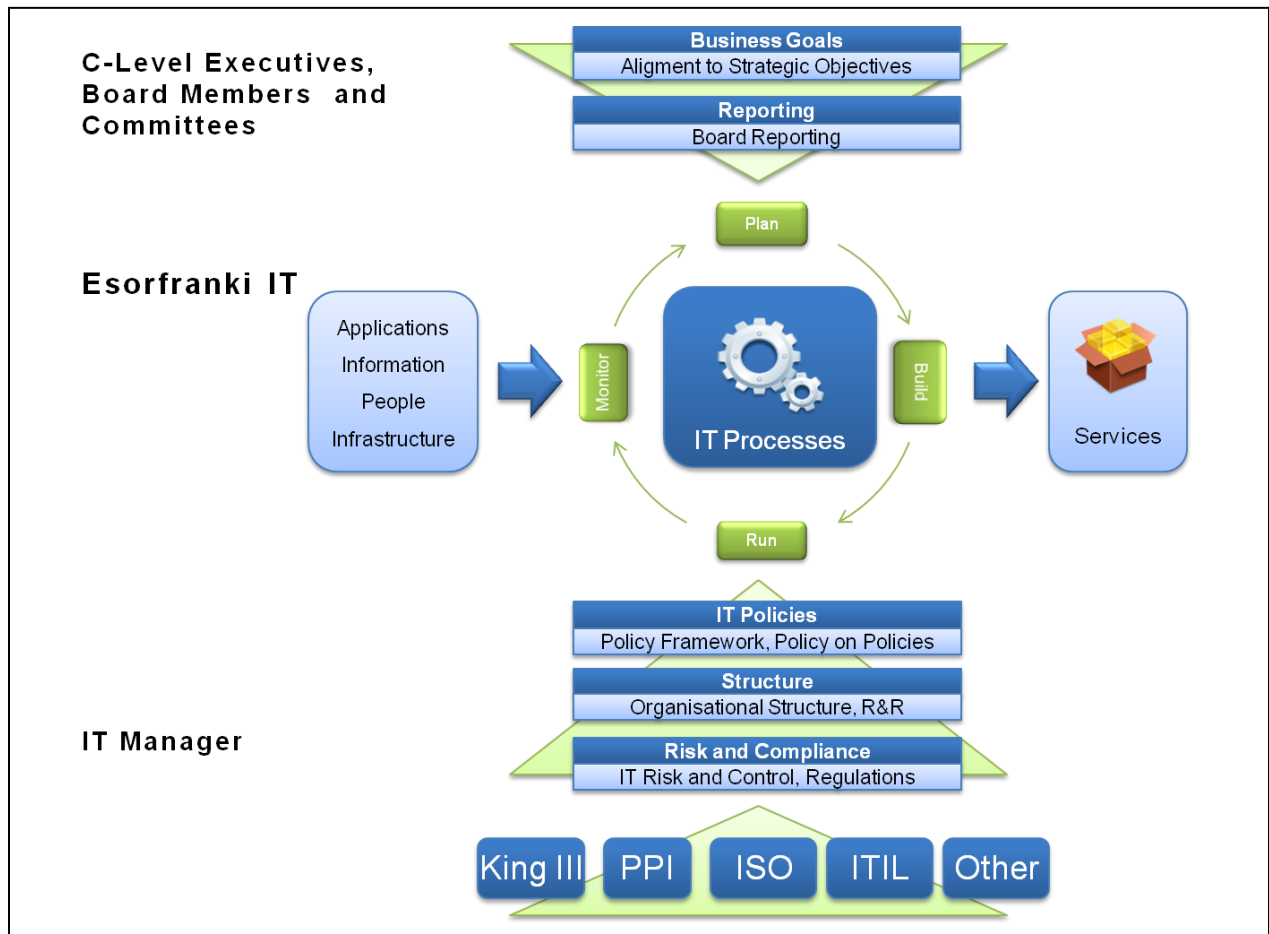 C-Level Executives,
Board Members and
Committees
Business Goals
Aligment to Strategic Objectives
Reporting
Board Reporting
Plan
Esorfranki IT
Applications
Information
People
Infrastructure
Monitor
IT Processes
Build
Services
Run
IT Policies
Policy Framework, Policy on Policies
Structure
Organisational Structure, R&R
IT Manager
Risk and Compliance
IT Risk and Control, Regulations
King III
PPI
ISO
ITIL
Other